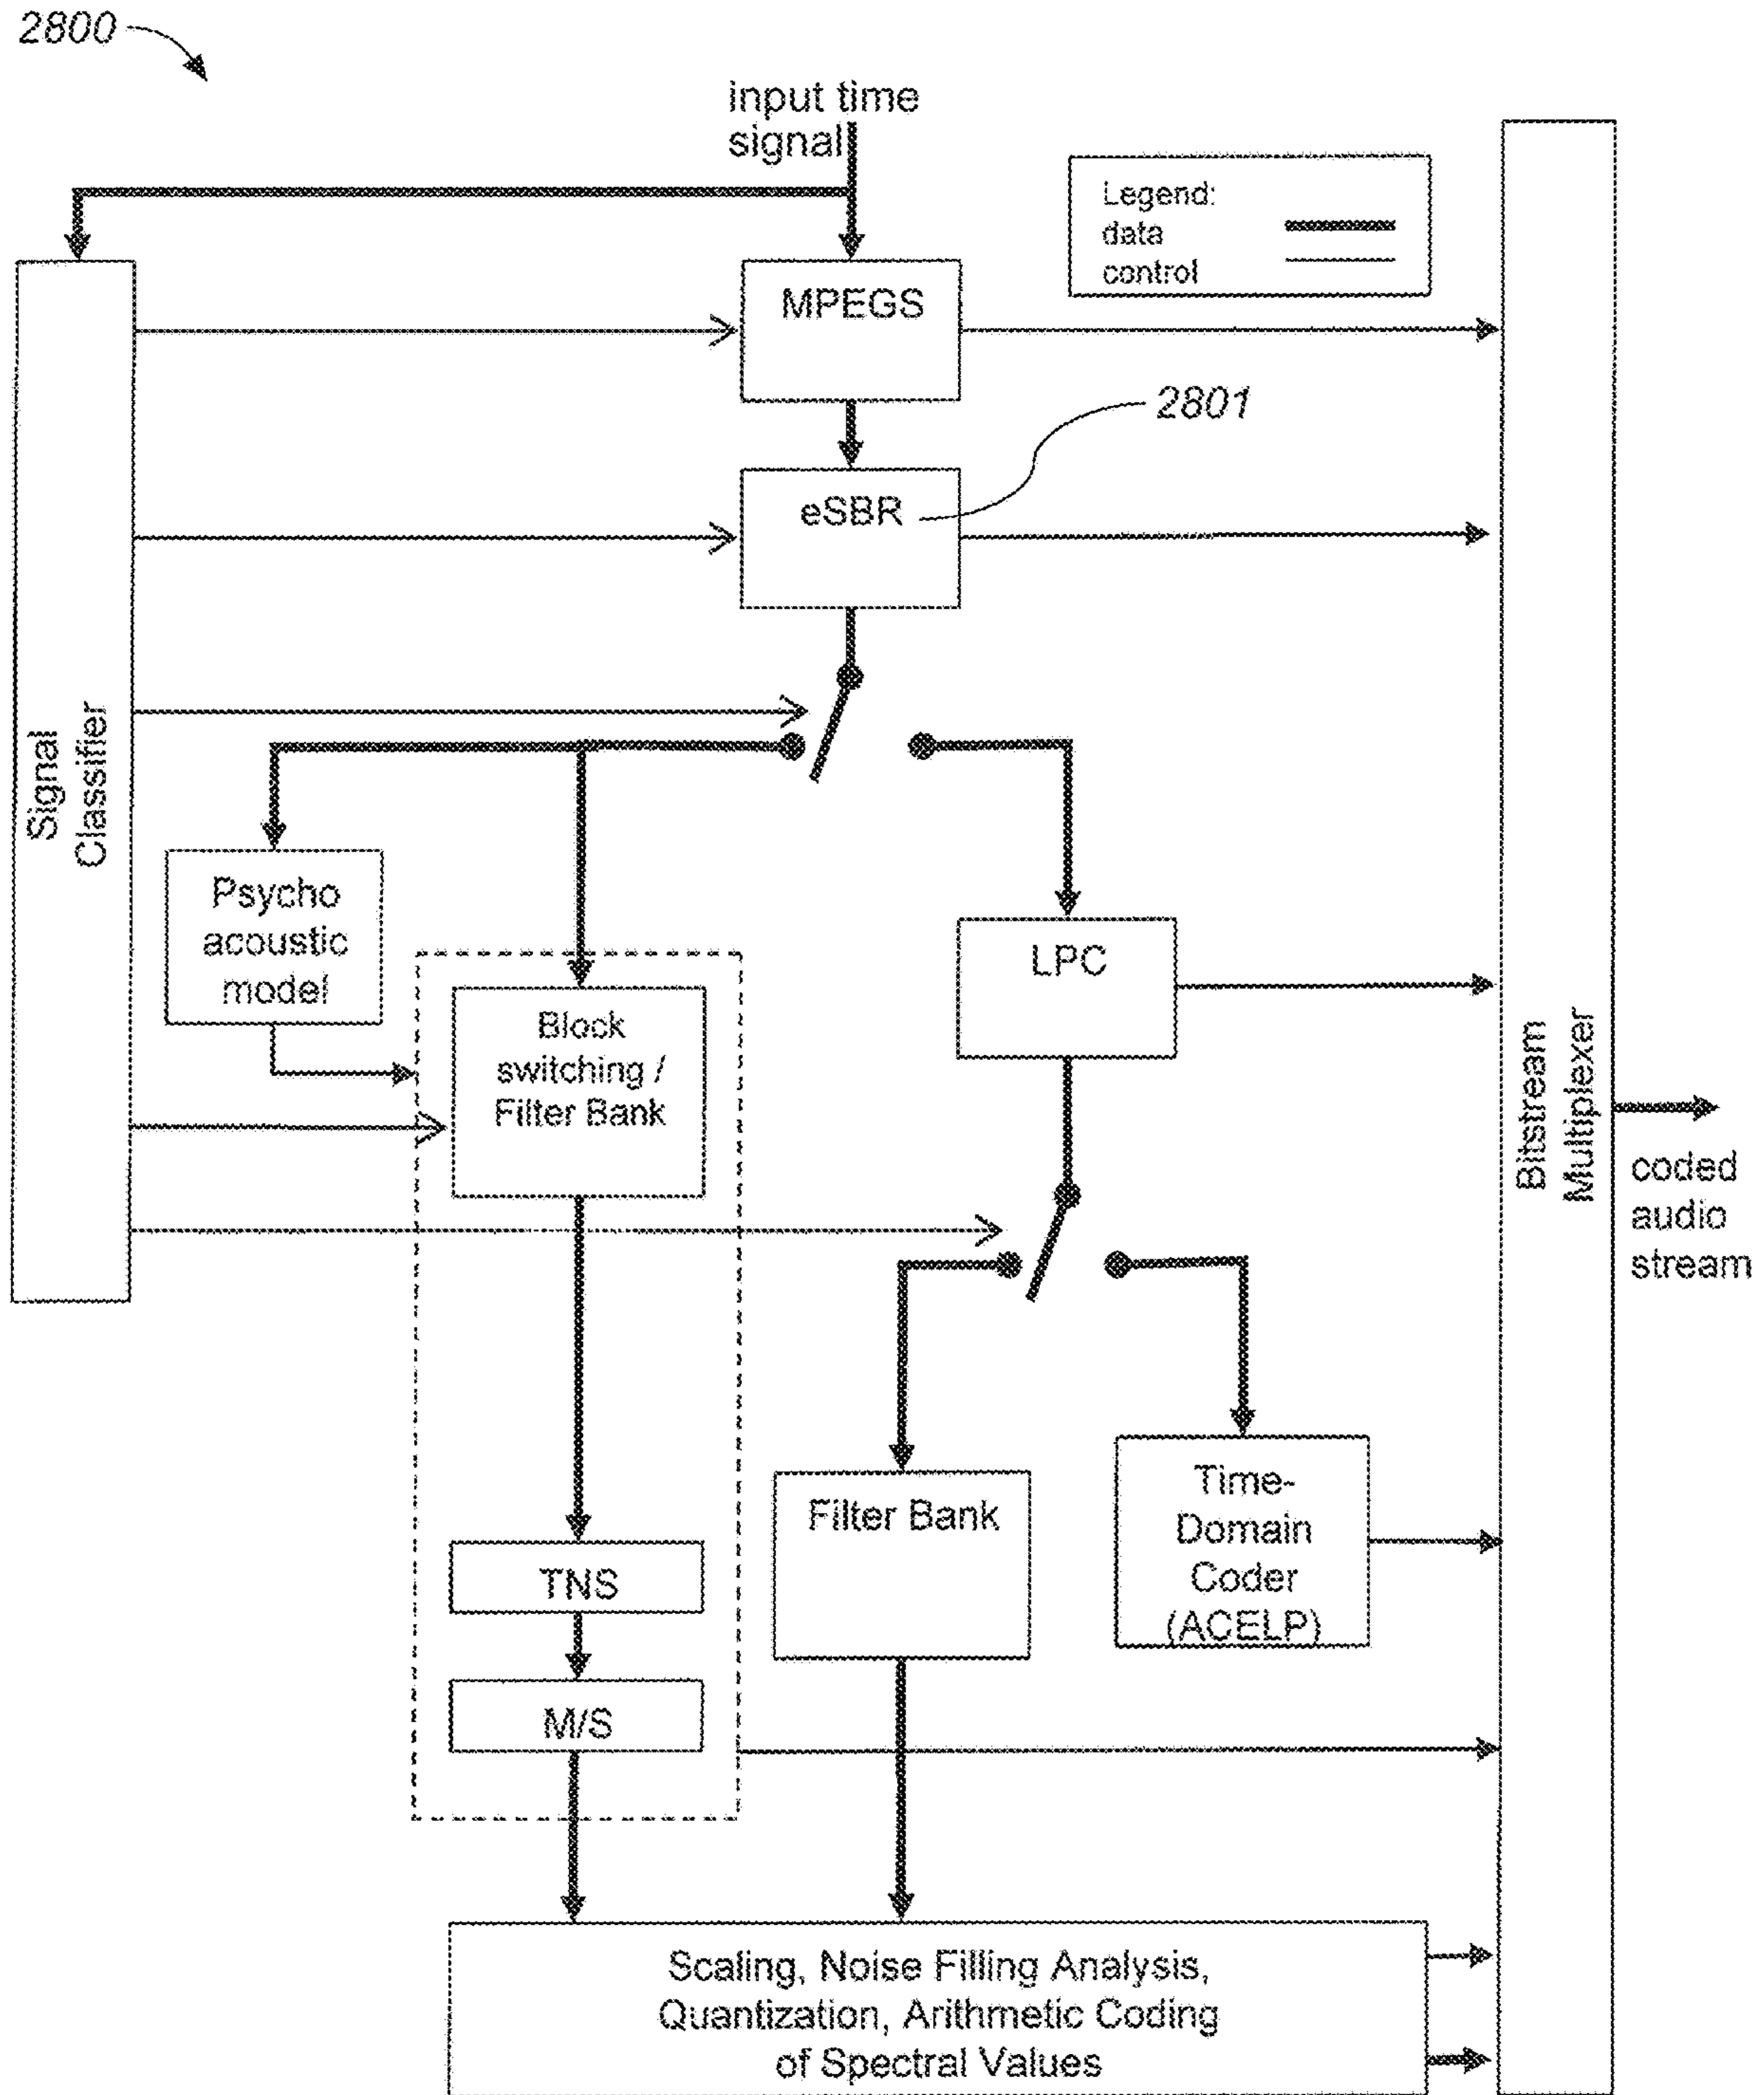 2800
input time
signal
Legend:
data
control
MPEGS
2801
eSBR
Signal
Classifier
Psycho
acoustic
model
LPC
Block
switching /
Filter Bank
Bitstream
Multiplexer
coded
audio
stream
Filter Bank
Time-
Domain
Coder
(ACELP)
TNS
M/S
Scaling, Noise Filling Analysis,
Quantization, Arithmetic Coding
of Spectral Values